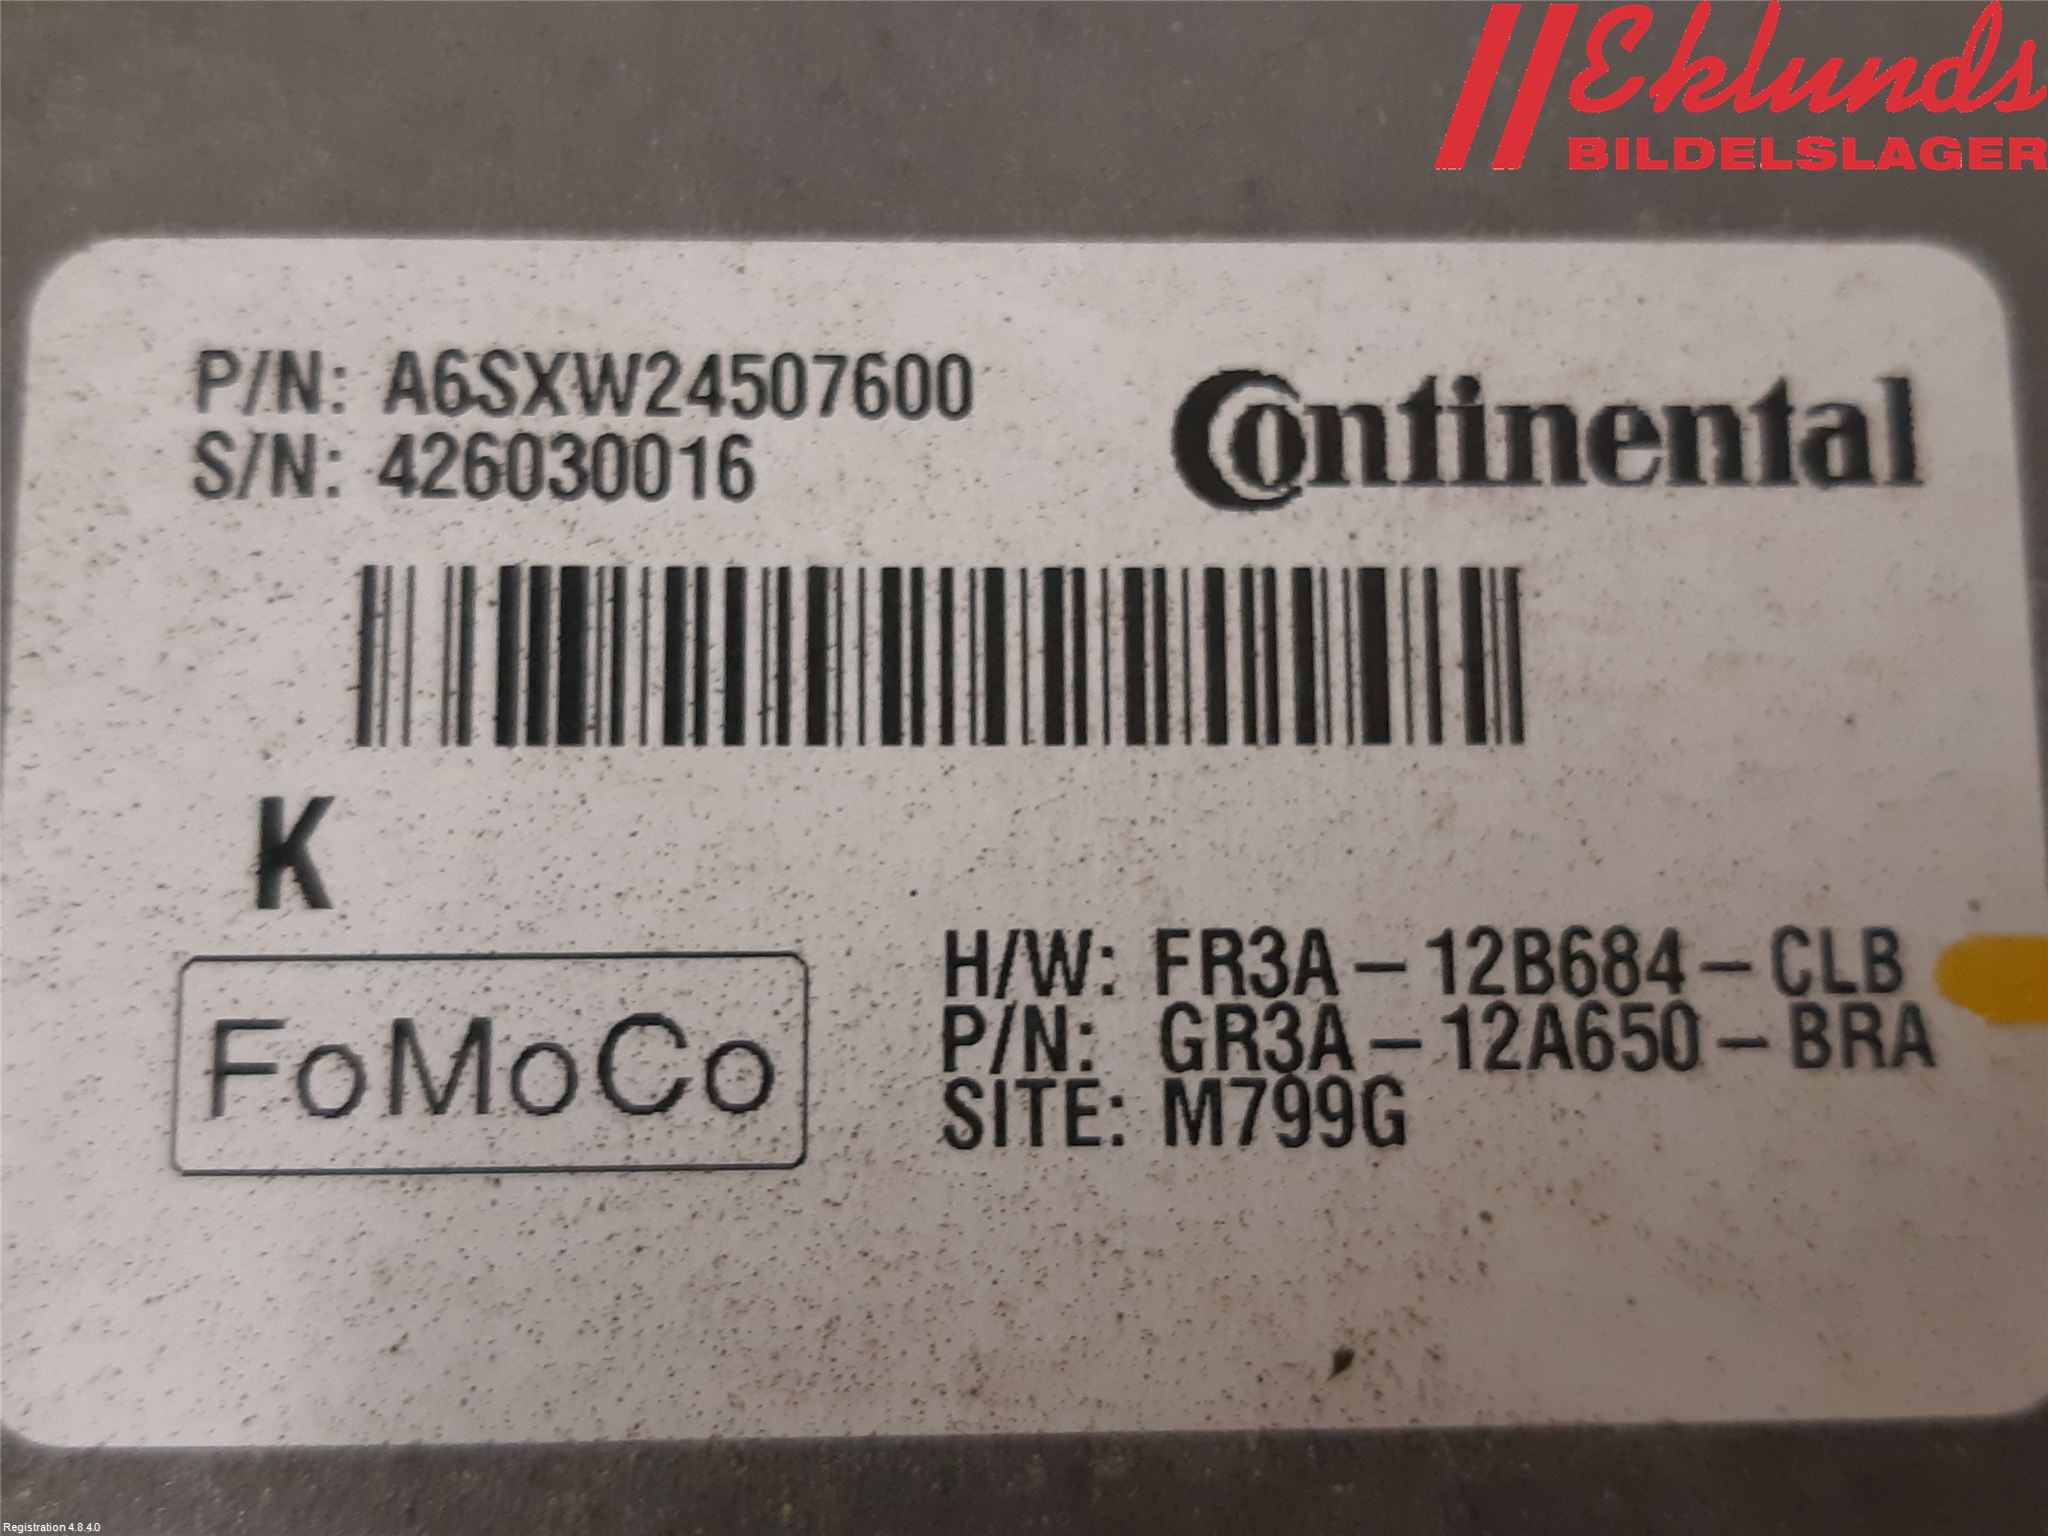 Eklunds
BILDELSLAGER
P/N: A6SXW24507600
S/N: 426030016
Continental
K
FoMoCo
H/W: FR3A-12B684-CLB
P/N: GR3A-12A650-BRA
SITE: M799G
Registration 4.8.4.0